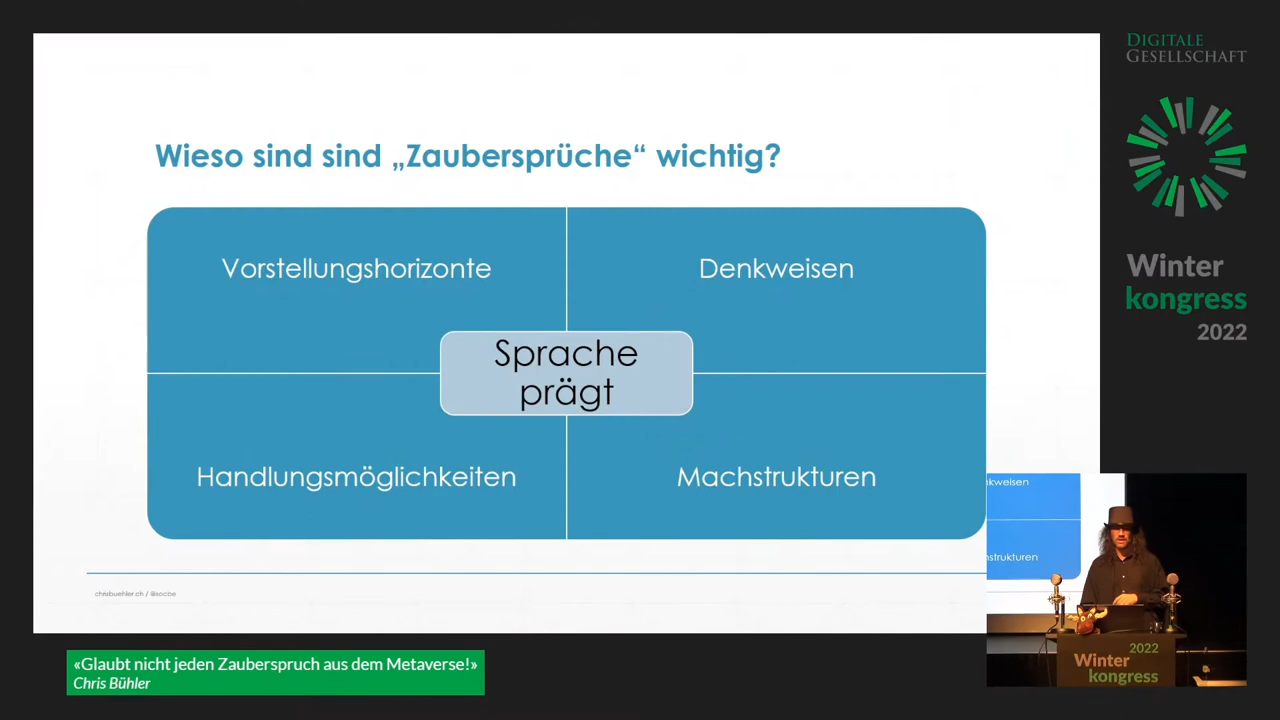 DIGITALE
GESELLSCHAFT
Winter
kongress
2022
Wieso sind sind „Zaubersprüche“ wichtig?
Vorstellungshorizonte
Denkweisen
Sprache
prägt
Handlungsmöglichkeiten
Machstrukturen
chrisbuehler.ch / @socbe
nkweisen
nstrukturen
2022
Winter
kongress
«Glaubt nicht jeden Zauberspruch aus dem Metaverse!»
Chris Bühler